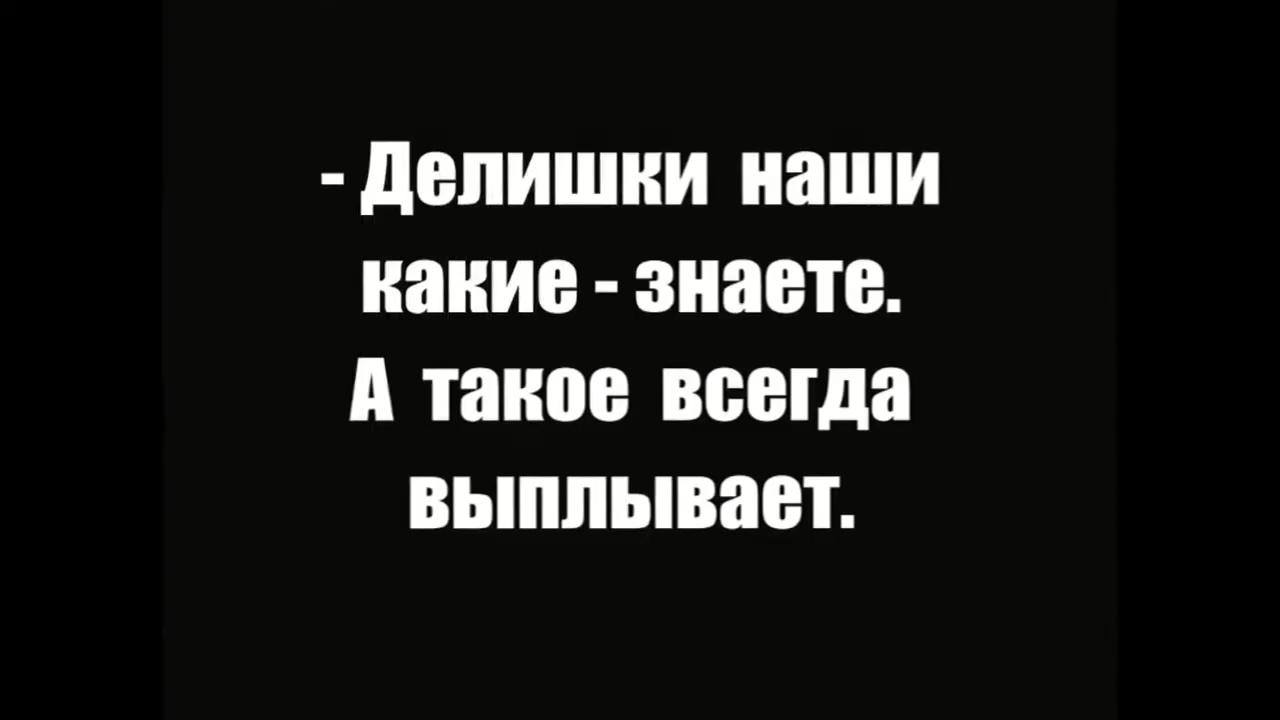 - Делишки наши
какие - знаете.
А такое всегда
выплывает.